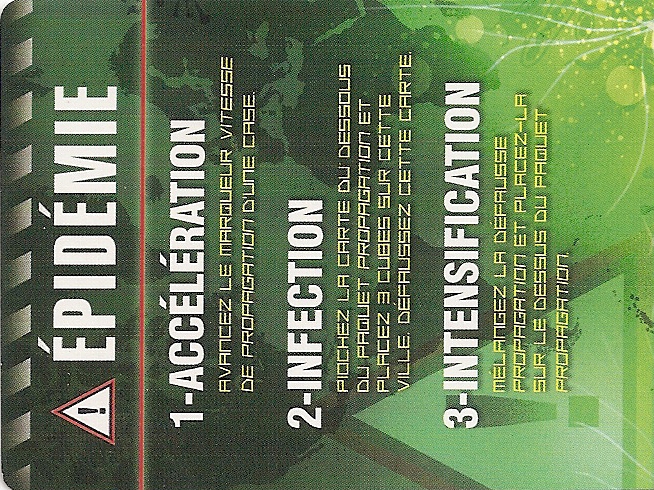 ÉPIDÉMIE
1-ACCÉLÉRATION
AVANCEZ LE MARQUEUR VITESSE
DE PROPAGATION D'UNE CASE.
2-INFECTION
PIOCHEZ LA CARTE DU DESSOUS
DU PAQUET PROPAGATION ET
PLACEZ 3 CUBES SUR CETTE
VILLE. DÉFAUSSEZ CETTE CARTE.
3-INTENSIFICATION
MÉLANGEZ LA DÉFAUSSE
PROPAGATION ET PLACEZ-LA
SUR LE DESSUS DU PAQUET
PROPAGATION.